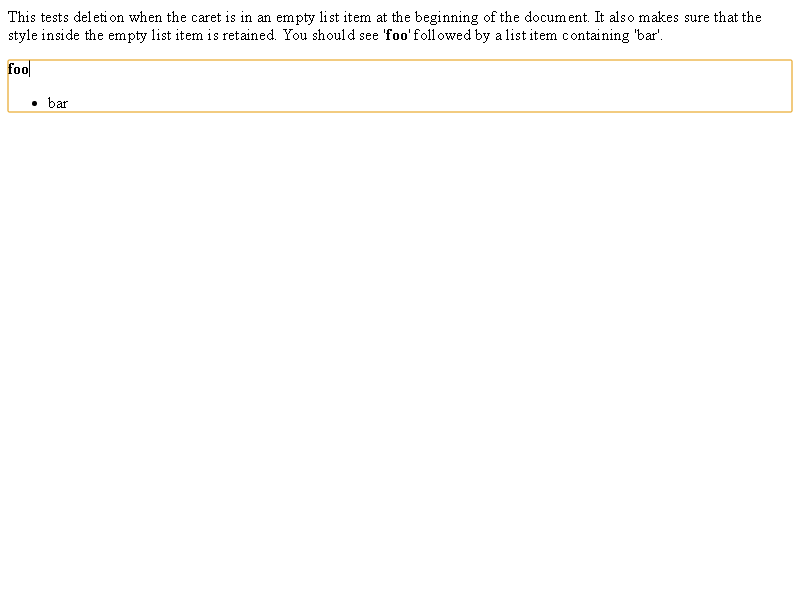 This tests deletion when the caret is in an empty list item at the beginning of the document. It also makes sure that the
style inside the empty list item is retained. You should see 'foo' followed by a list item containing 'bar'.
foo
• bar